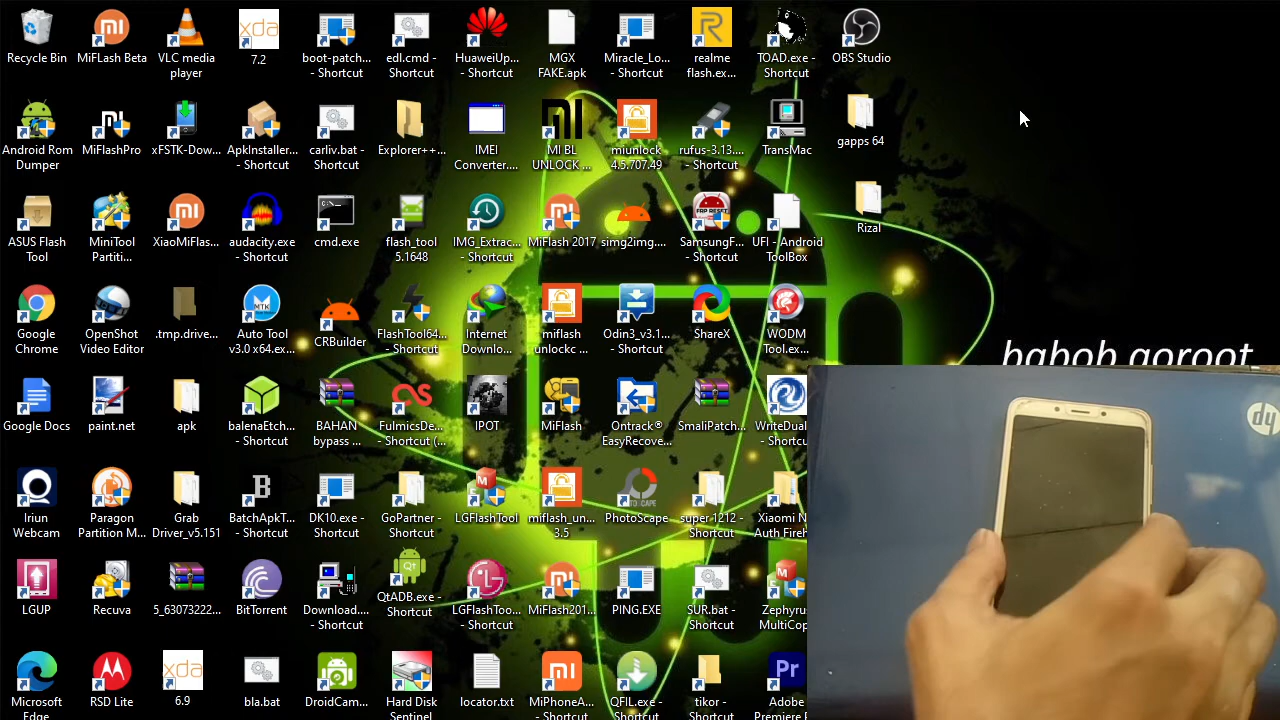 Recycle Bin
MiFLash Beta
VLC media
player
xda
7.2
boot-patch...
- Shortcut
edl.cmd -
Shortcut
HuaweiUp...
- Shortcut
MGX
FAKE.apk
Miracle_Lo...
- Shortcut
realme
flash.ex...
TOAD.exe -
Shortcut
OBS Studio
Android Rom
Dumper
MiFlashPro
xFSTK-Dow...
ApkInstaller...
- Shortcut
carliv.bat -
Shortcut
Explorer++...
IMEI
Converter....
MI BL
UNLOCK ...
miunlock
4.5.707.49
rufus-3.13....
- Shortcut
TransMac
gapps 64
ASUS Flash
Tool
MiniTool
Partiti...
XiaoMiFlas...
audacity.exe
- Shortcut
cmd.exe
flash_tool
5.1648
IMG_Extrac...
- Shortcut
MiFlash 2017
simg2img....
FRP RESET
SamsungF...
- Shortcut
UFI - Android
ToolBox
Rizal
Google
Chrome
OpenShot
Video Editor
.tmp.drive...
MTK
Auto Tool
v3.0 x64.ex...
CRBuilder
FlashTool64...
- Shortcut
Internet
Downlo...
miflash
unlockc ...
Odin3_v3.1...
- Shortcut
ShareX
WODM
Tool.ex...
bahoh goroot
Google Docs
paint.net
apk
balenaEtch...
- Shortcut
BAHAN
bypass ...
FulmicsDe...
- Shortcut (...
IPOT
MiFlash
Ontrack®
EasyRecove...
SmaliPatch...
WriteDual
- Shortcu
hp
Iriun
Webcam
Paragon
Partition M...
Grab
Driver_v5.151
BatchApkT...
- Shortcut
DK10.exe -
Shortcut
GoPartner -
Shortcut
LGFlashTool
miflash_un...
3.5
PhotoScape
super 1212 -
Shortcut
Xiaomi N
Auth_Fireh
LGUP
Recuva
5_63073222...
BitTorrent
Download....
- Shortcut
QtADB.exe -
Shortcut
LGFlashToo...
- Shortcut
MiFlash201...
PING.EXE
SUR.bat -
Shortcut
Zephyrus
MultiCop
Microsoft
Edge
RSD Lite
xda
6.9
bla.bat
DroidCam...
Hard Disk
Sentinel
locator.txt
MiPhoneA...
- Shortcut
QFIL.exe -
Shortcut
tikor -
Shortcut
Pr
Adobe
Premiere P